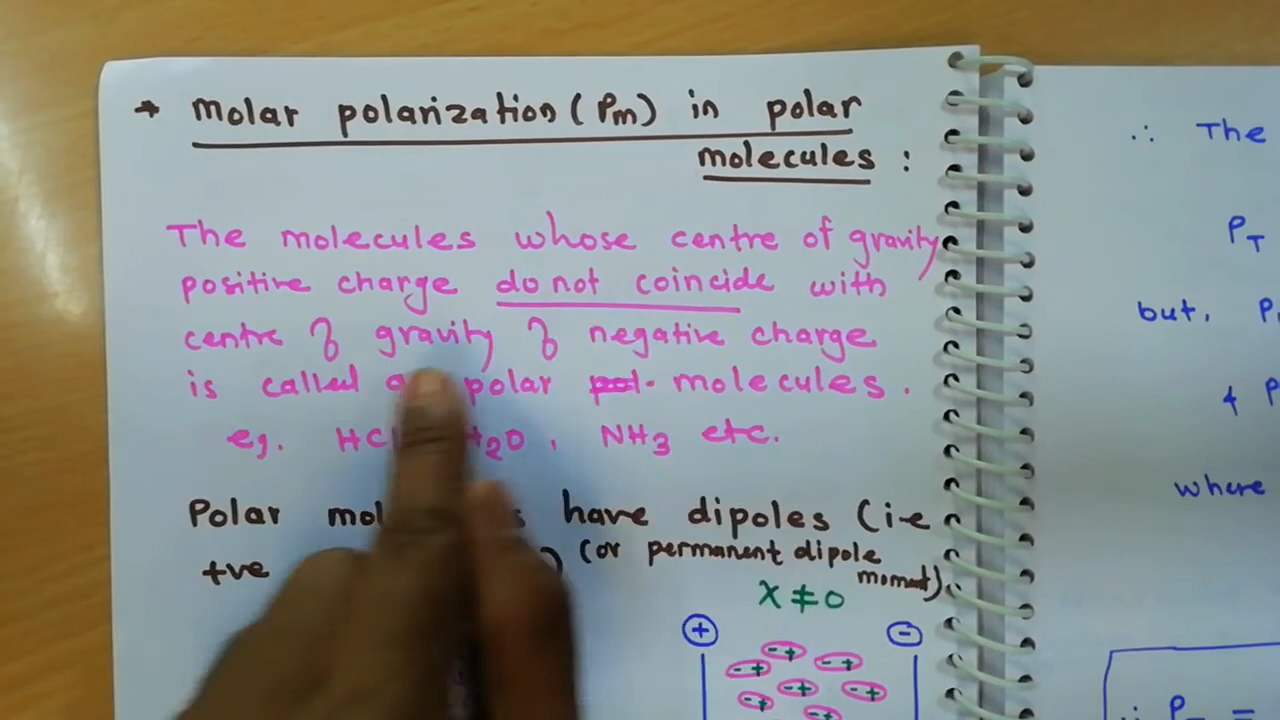 → Molar polarization (Pm) in polar
molecules :
The molecules whose centre of gravity
positive charge do not coincide with
centre of gravity of negative charge
is called polar molecules.
eg. HCl H2O, NH3 etc.
Polar have dipoles (i.e
+ve (or permanent dipole
moment).
X ≠ 0
+ -
- +
- + - +
- + - + - +
- + - +
∴ The
PT
but, P
& P
where
∴ P =